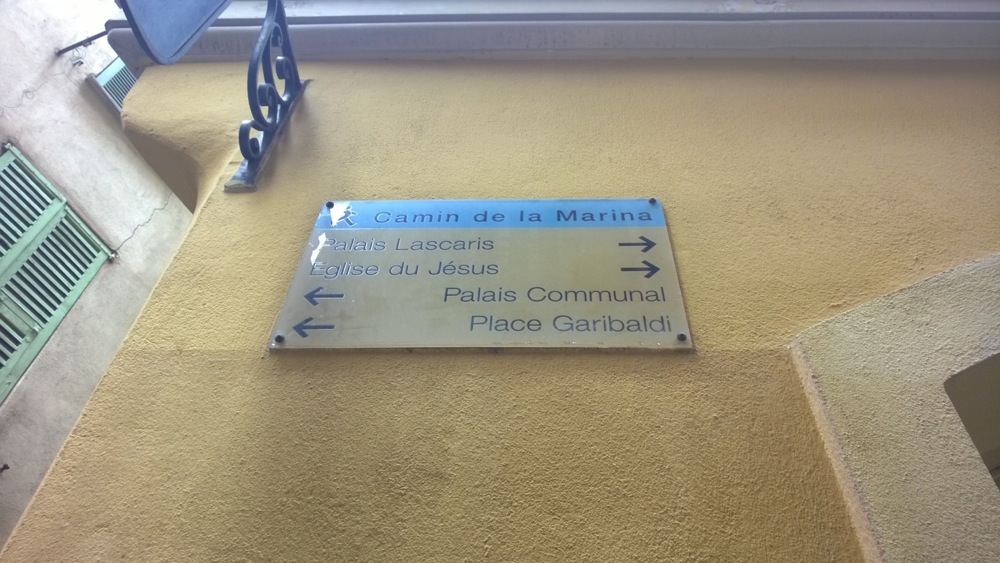 Camin de la Marina
Palais Lascaris →
Eglise du Jésus →
← Palais Communal
← Place Garibaldi